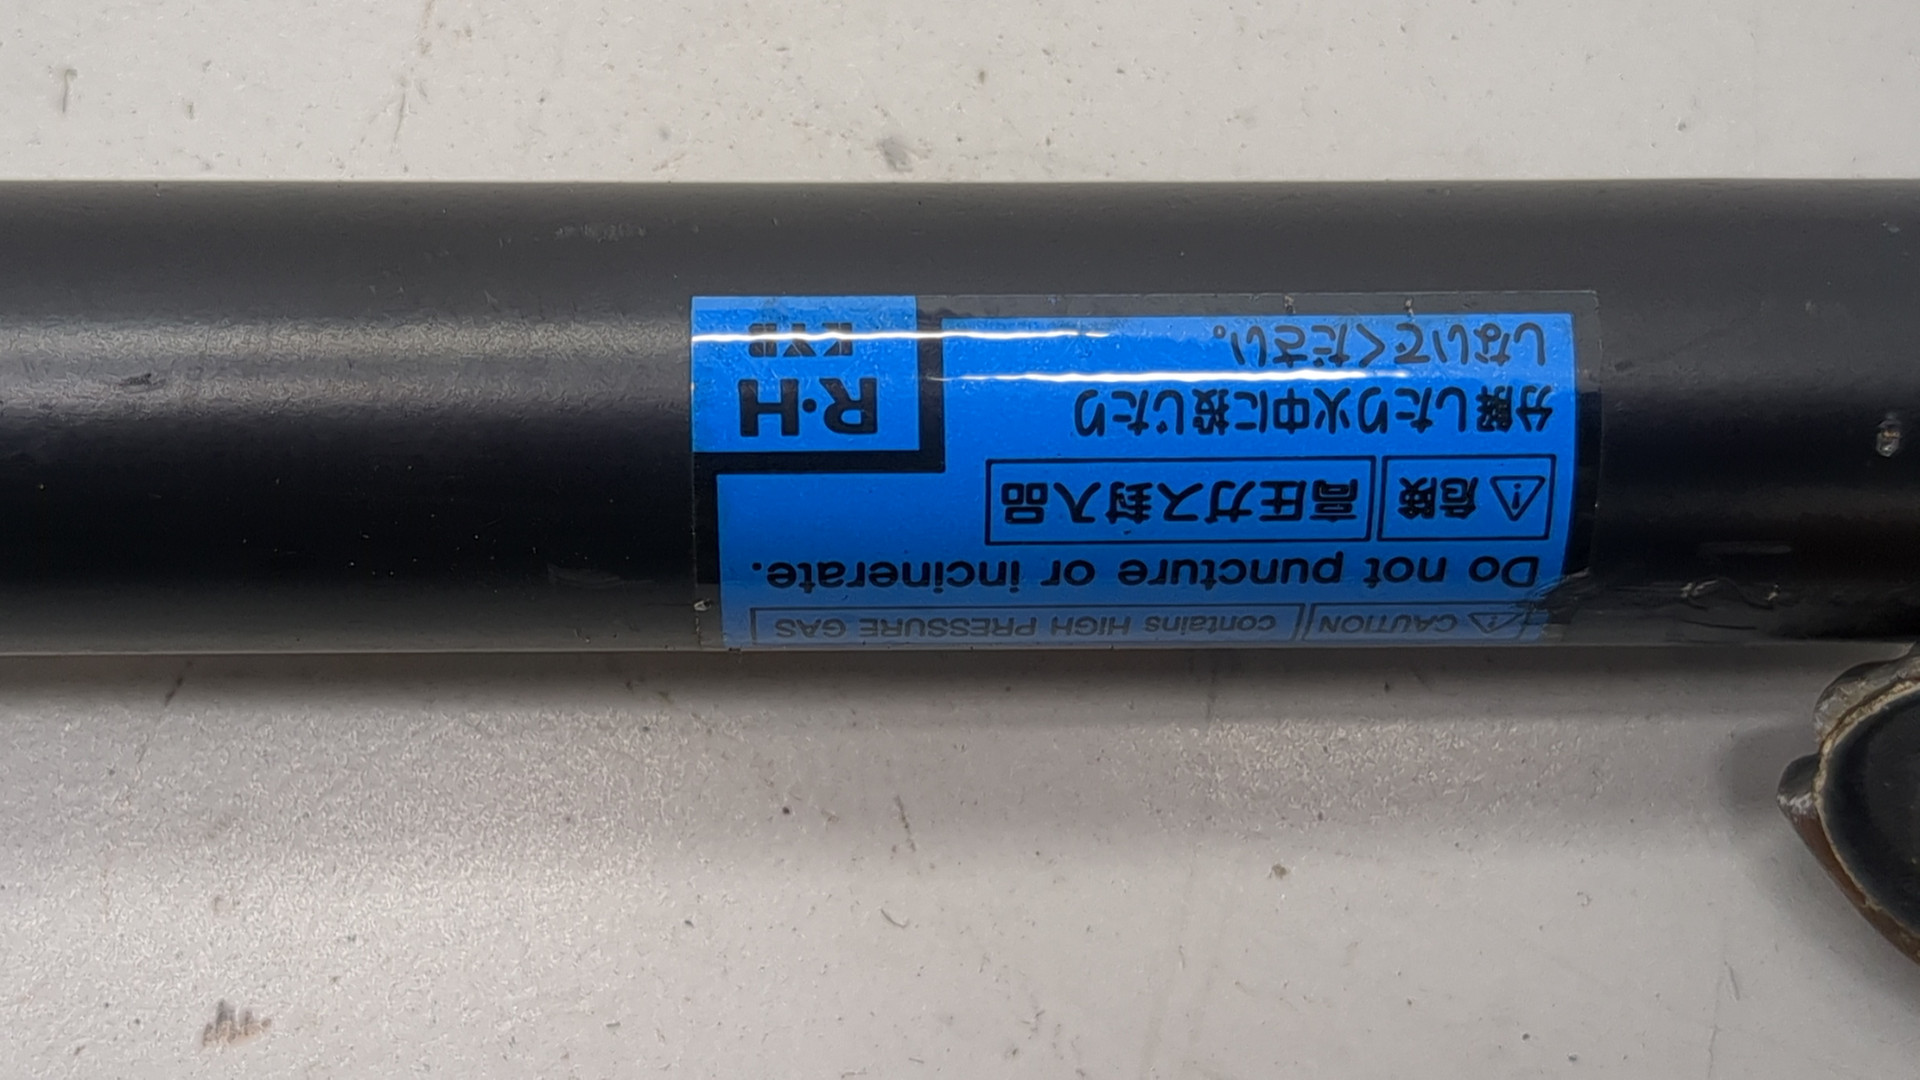 ⚠ CAUTION contains HIGH PRESSURE GAS
Do not puncture or incinerate.
⚠ 危険 高圧ガス封入品
分解したり火中に投じたり
しないでください。
R·H
KYB